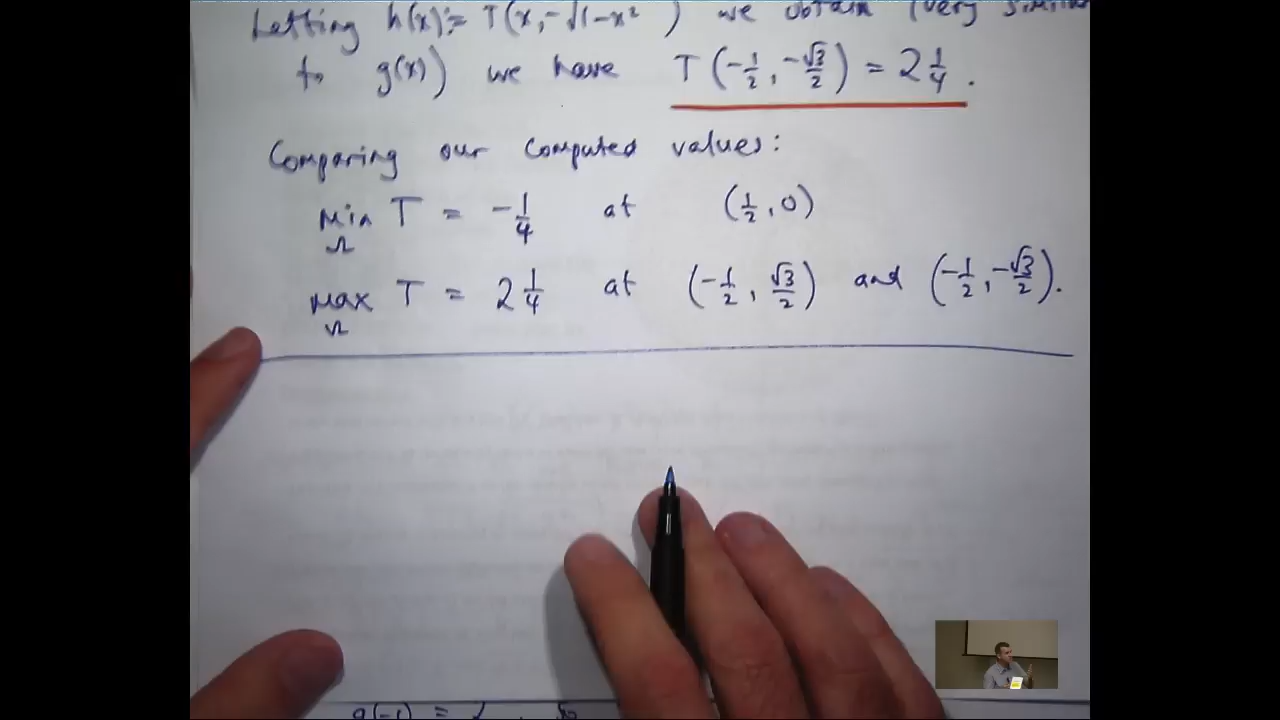 Letting h(x) := T(x, -√1-x² ) we obtain (very similar
to g(x)) we have T(-1/2, -√3/2) = 2 1/4 .
Comparing our computed values:
min T = -1/4 at (1/2, 0)
Ω
max T = 2 1/4 at (-1/2, √3/2) and (-1/2, -√3/2).
Ω
g(-1) =